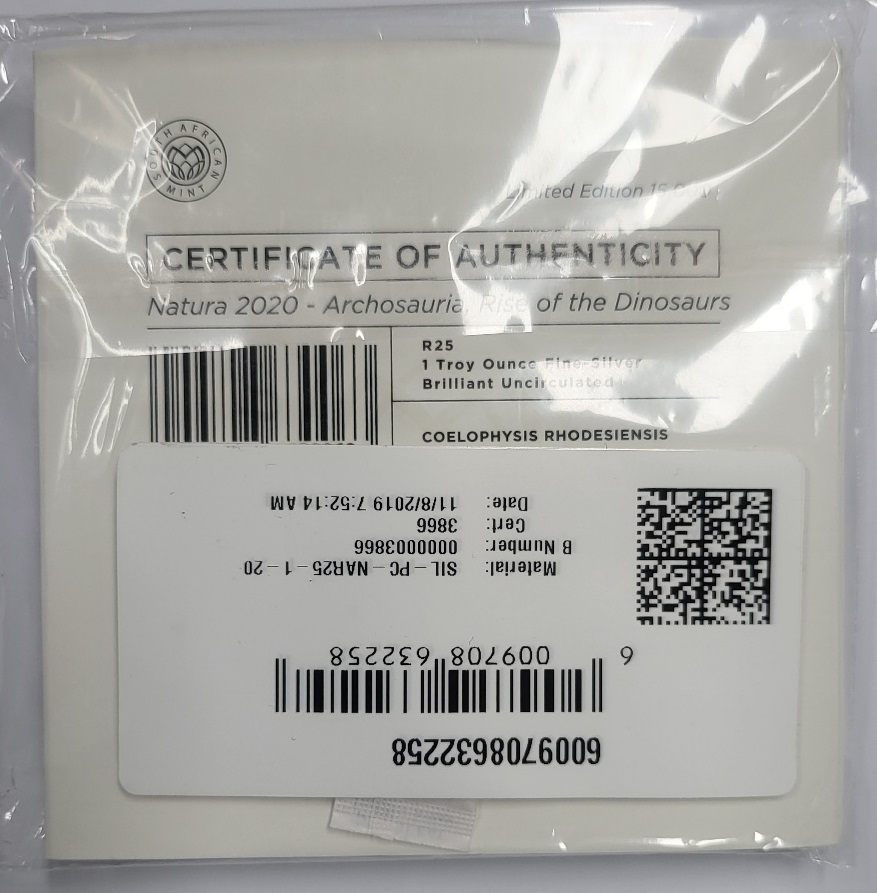 SOUTH AFRICAN MINT
Limited Edition
CERTIFICATE OF AUTHENTICITY
Natura 2020 - Archosauria, Rise of the Dinosaurs
R25
1 Troy Ounce Fine-Silver
Brilliant Uncirculated
COELOPHYSIS RHODESIENSIS
6009708632258
6 009708 632258
Material: SIL-PC-NAR25-1-20
B Number: 0000003866
Cert: 3866
Date: 11/8/2019 7:52:14 AM